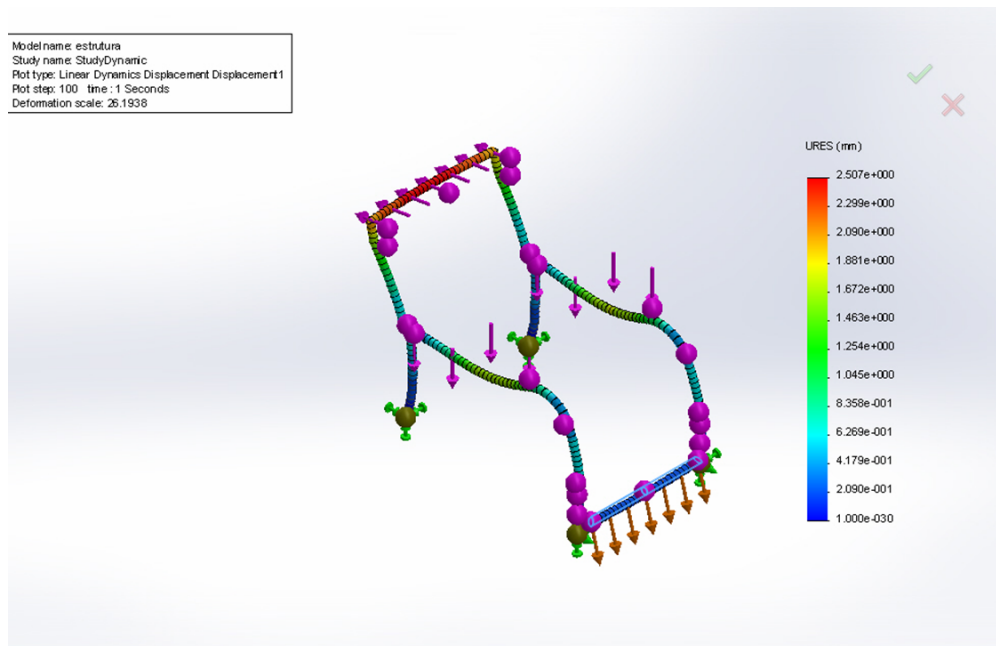 Model name: estrutura
Study name: StudyDynamic
Plot type: Linear Dynamics Displacement Displacement1
Plot step: 100 time : 1 Seconds
Deformation scale: 26.1938
URES (mm)
2.507e+000
2.299e+000
2.090e+000
1.881e+000
1.672e+000
1.463e+000
1.254e+000
1.045e+000
8.358e-001
6.269e-001
4.179e-001
2.090e-001
1.000e-030